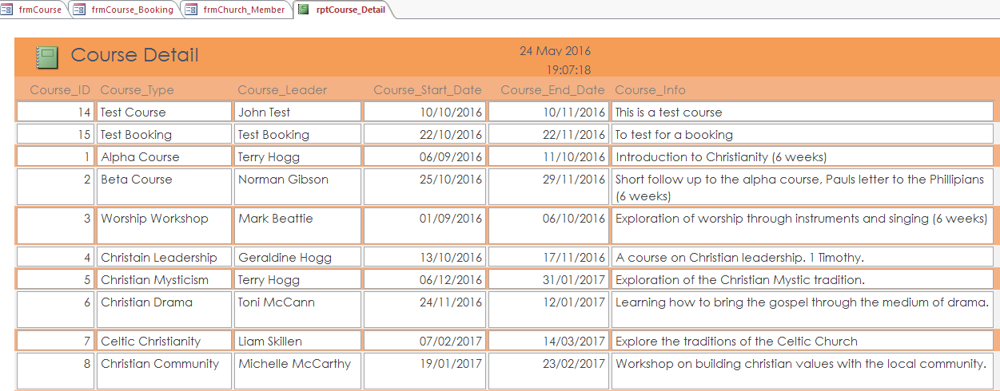 frmCourse frmCourse_Booking frmChurch_Member rptCourse_Detail
Course Detail 24 May 2016
19:07:18
Course_ID Course_Type Course_Leader Course_Start_Date Course_End_Date Course_Info
14 Test Course John Test 10/10/2016 10/11/2016 This is a test course
15 Test Booking Test Booking 22/10/2016 22/11/2016 To test for a booking
1 Alpha Course Terry Hogg 06/09/2016 11/10/2016 Introduction to Christianity (6 weeks)
2 Beta Course Norman Gibson 25/10/2016 29/11/2016 Short follow up to the alpha course, Pauls letter to the Phillipians
(6 weeks)
3 Worship Workshop Mark Beattie 01/09/2016 06/10/2016 Exploration of worship through instruments and singing (6 weeks)
4 Christain Leadership Geraldine Hogg 13/10/2016 17/11/2016 A course on Christian leadership. 1 Timothy.
5 Christian Mysticism Terry Hogg 06/12/2016 31/01/2017 Exploration of the Christian Mystic tradition.
6 Christian Drama Toni McCann 24/11/2016 12/01/2017 Learning how to bring the gospel through the medium of drama.
7 Celtic Christianity Liam Skillen 07/02/2017 14/03/2017 Explore the traditions of the Celtic Church
8 Christian Community Michelle McCarthy 19/01/2017 23/02/2017 Workshop on building christian values with the local community.